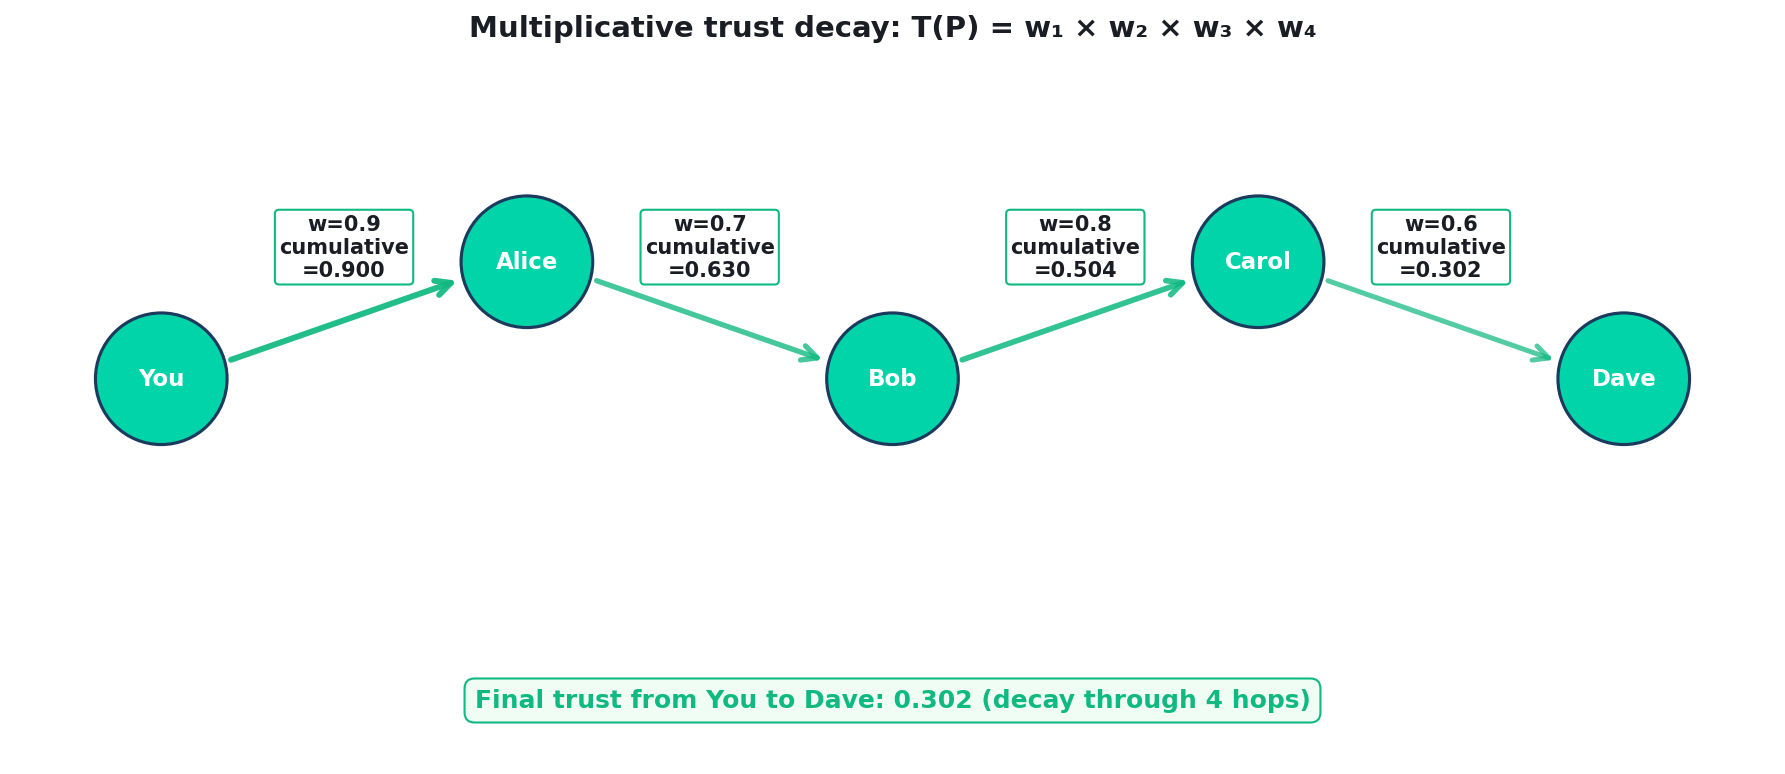 Multiplicative trust decay: T(P) = w₁ × w₂ × w₃ × w₄
w=0.9
cumulative
=0.900
Alice
w=0.7
cumulative
=0.630
w=0.8
cumulative
=0.504
Carol
w=0.6
cumulative
=0.302
You
Bob
Dave
Final trust from You to Dave: 0.302 (decay through 4 hops)